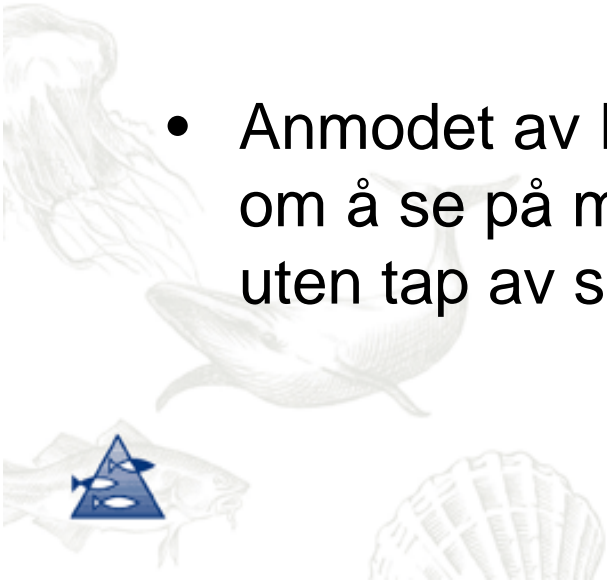 • Anmodet av
om å se på
uten tap av